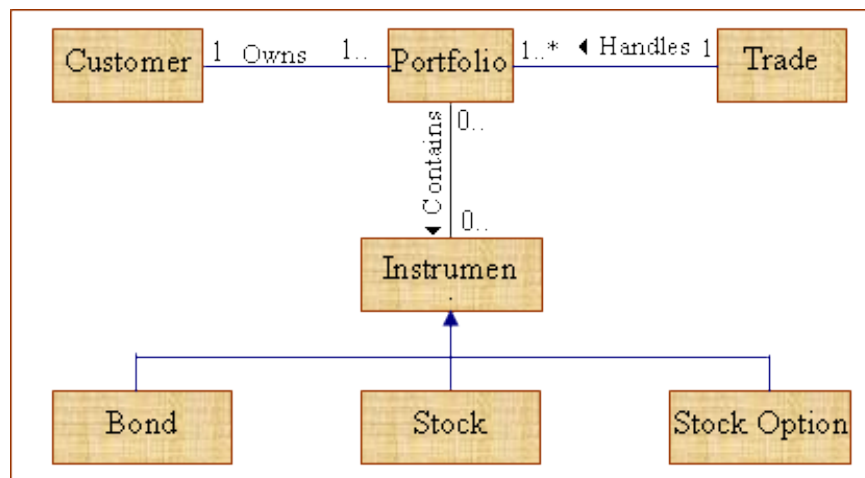 Customer 1 Owns 1.. Portfolio 1..* ◄ Handles 1 Trade
0..
Contains
0..
Instrumen
Bond Stock Stock Option